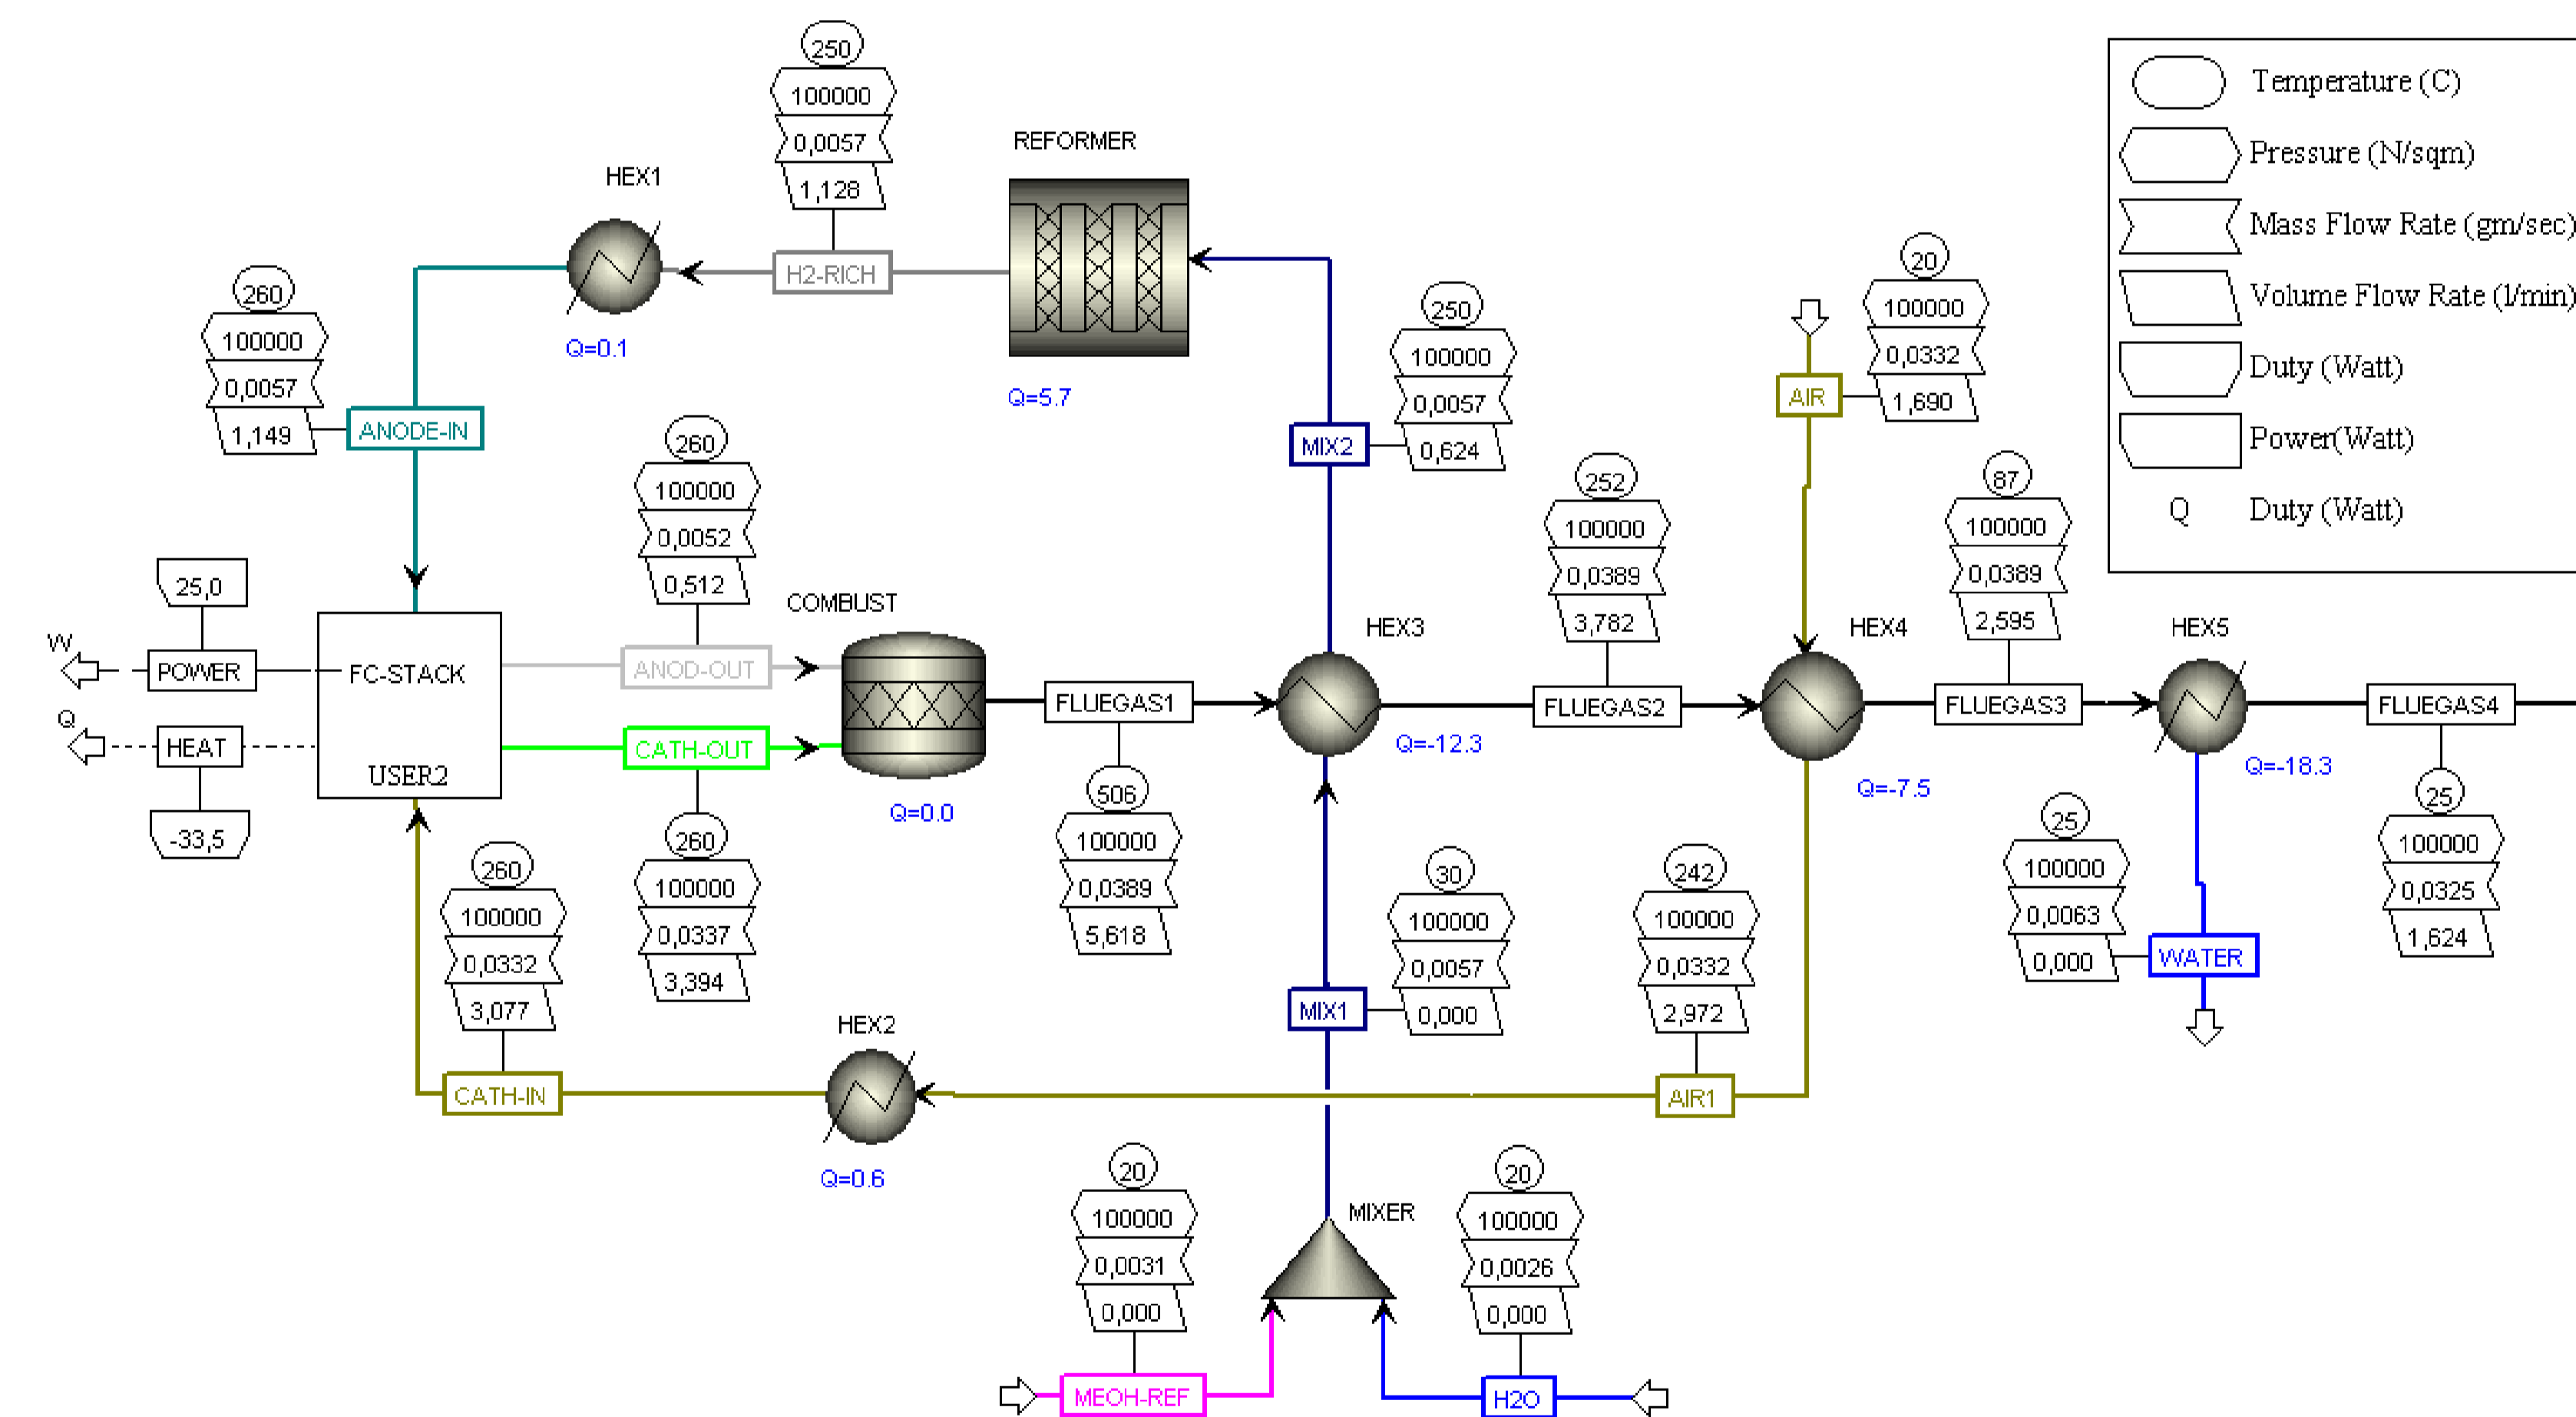 250
100000
0,0057
1,128
H2-RICH
HEX1
Q=0.1
REFORMER
Q=5.7
260
100000
0,0057
1,149
ANODE-IN
250
100000
0,0057
0,624
MIX2
20
100000
0,0332
1,690
AIR
Temperature (C)
Pressure (N/sqm)
Mass Flow Rate (gm/sec)
Volume Flow Rate (l/min)
Duty (Watt)
Power(Watt)
Q Duty (Watt)
260
100000
0,0052
0,512
ANOD-OUT
COMBUST
Q=0.0
252
100000
0,0389
3,782
FLUEGAS2
87
100000
0,0389
2,595
FLUEGAS3
25,0
W
POWER
Q
HEAT
-33,5
FC-STACK
USER2
CATH-OUT
260
100000
0,0337
3,394
FLUEGAS1
506
100000
0,0389
5,618
HEX3
Q=-12.3
HEX4
Q=-7.5
HEX5
Q=-18.3
FLUEGAS4
25
100000
0,0325
1,624
25
100000
0,0063
0,000
WATER
260
100000
0,0332
3,077
CATH-IN
HEX2
Q=0.6
30
100000
0,0057
0,000
MIX1
242
100000
0,0332
2,972
AIR1
MIXER
20
100000
0,0031
0,000
MEOH-REF
20
100000
0,0026
0,000
H2O